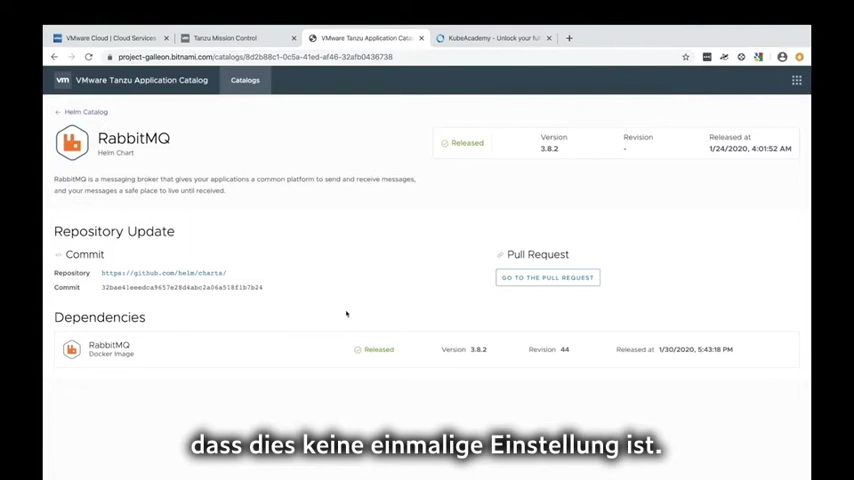 VMware Cloud | Cloud Services
Tanzu Mission Control
VMware Tanzu Application Cata
KubeAcademy - Unlock your ful
project-galleon.bitnami.com/catalogs/8d2b88c1-0c5a-41ed-af46-32afb0436738
vm VMware Tanzu Application Catalog Catalogs
← Helm Catalog
RabbitMQ
Helm Chart
Released
Version
3.8.2
Revision
-
Released at
1/24/2020, 4:01:52 AM
RabbitMQ is a messaging broker that gives your applications a common platform to send and receive messages,
and your messages a safe place to live until received.
Repository Update
Commit
Repository https://github.com/helm/charts/
Commit 32bae41eeedca9657e28d4abc2a06a518f1b7b24
Pull Request
GO TO THE PULL REQUEST
Dependencies
RabbitMQ
Docker Image
Released
Version 3.8.2
Revision 44
Released at 1/30/2020, 5:43:18 PM
dass dies keine einmalige Einstellung ist.